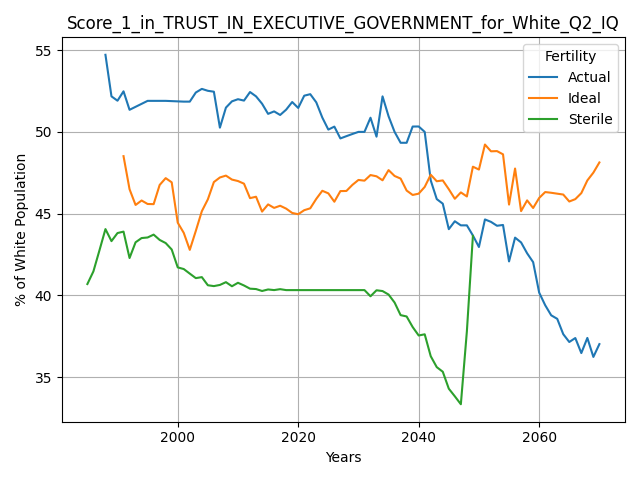 Score_1_in_TRUST_IN_EXECUTIVE_GOVERNMENT_for_White_Q2_IQ
Fertility
Actual
Ideal
Sterile
% of White Population
55
50
45
40
35
2000
2020
2040
2060
Years